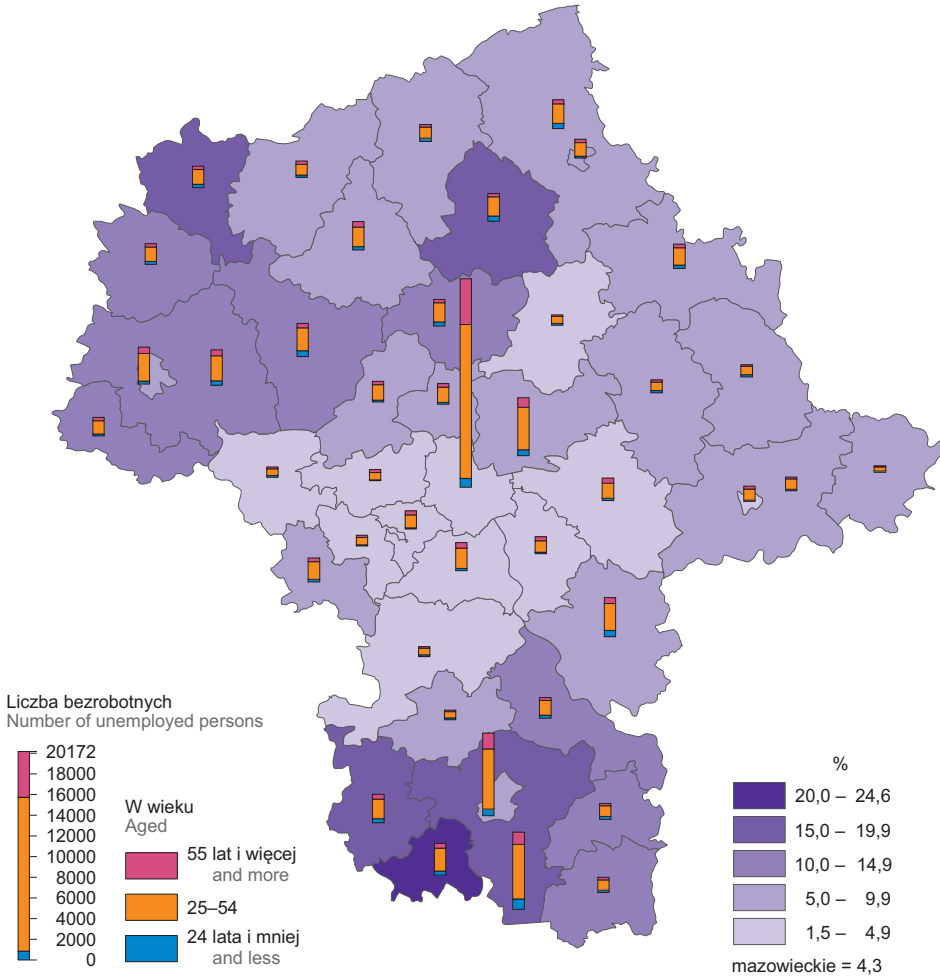 Liczba bezrobotnych
Number of unemployed persons
20172
18000
16000
14000
12000
10000
8000
6000
4000
2000
0
W wieku
Aged
55 lat i więcej
and more
25–54
24 lata i mniej
and less
%
20,0 – 24,6
15,0 – 19,9
10,0 – 14,9
5,0 – 9,9
1,5 – 4,9
mazowieckie = 4,3